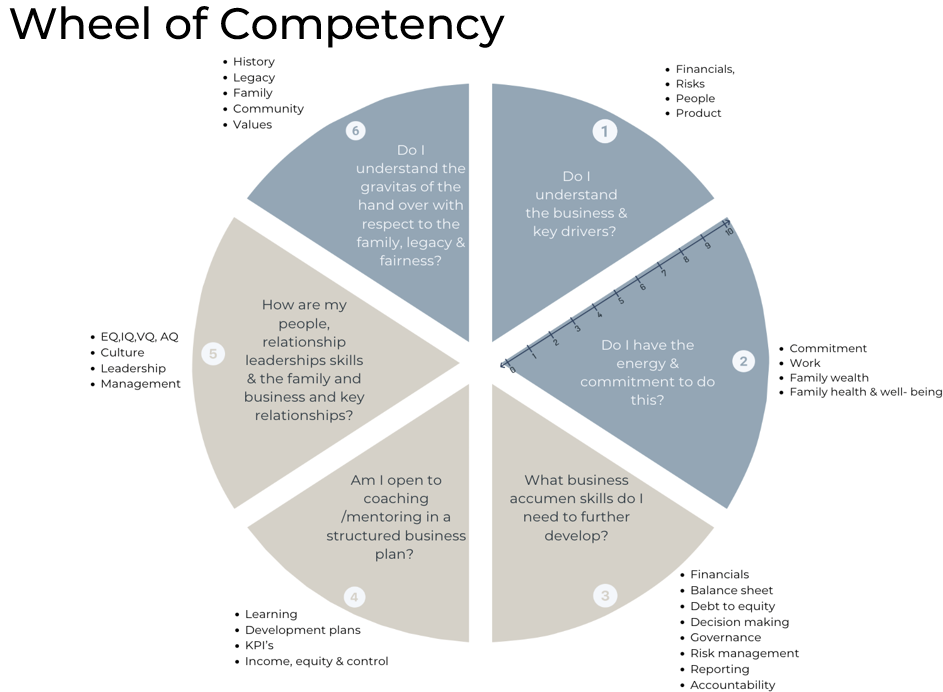 Wheel of Competency
• History
• Legacy
• Family
• Community
• Values
• Financials,
• Risks
• People
• Product
6
Do I
understand the
gravitas of the
hand over with
respect to the
family, legacy &
fairness?
1
Do I
understand
the business &
key drivers?
0 1 2 3 4 5 6 7 8 9 10
2
Do I have the
energy &
commitment to do
this?
• Commitment
• Work
• Family wealth
• Family health & well- being
What business
accumen skills do I
need to further
develop?
3
• Financials
• Balance sheet
• Debt to equity
• Decision making
• Governance
• Risk management
• Reporting
• Accountability
Am I open to
coaching
/mentoring in a
structured business
plan?
4
• Learning
• Development plans
• KPI's
• Income, equity & control
How are my
people,
relationship
leaderships skills
& the family and
business and key
relationships?
5
• EQ,IQ,VQ, AQ
• Culture
• Leadership
• Management